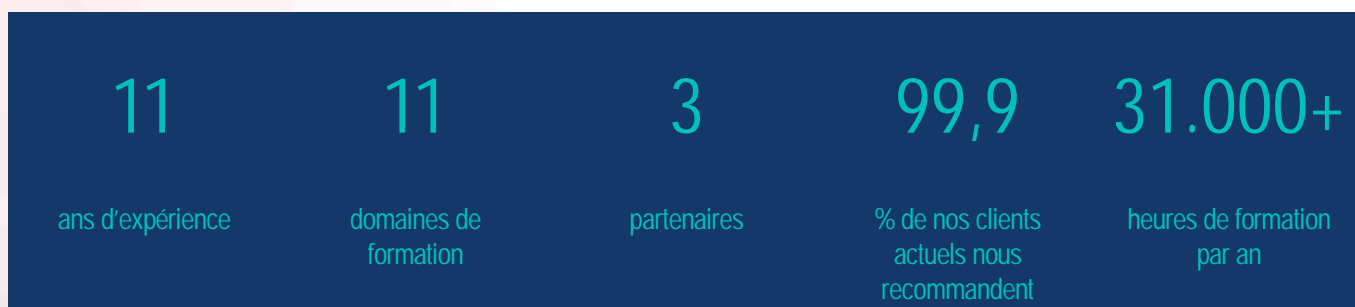 11
ans d'expérience
11
domaines de
formation
3
partenaires
99,9
% de nos clients
actuels nous
recommandent
31.000+
heures de formation
par an